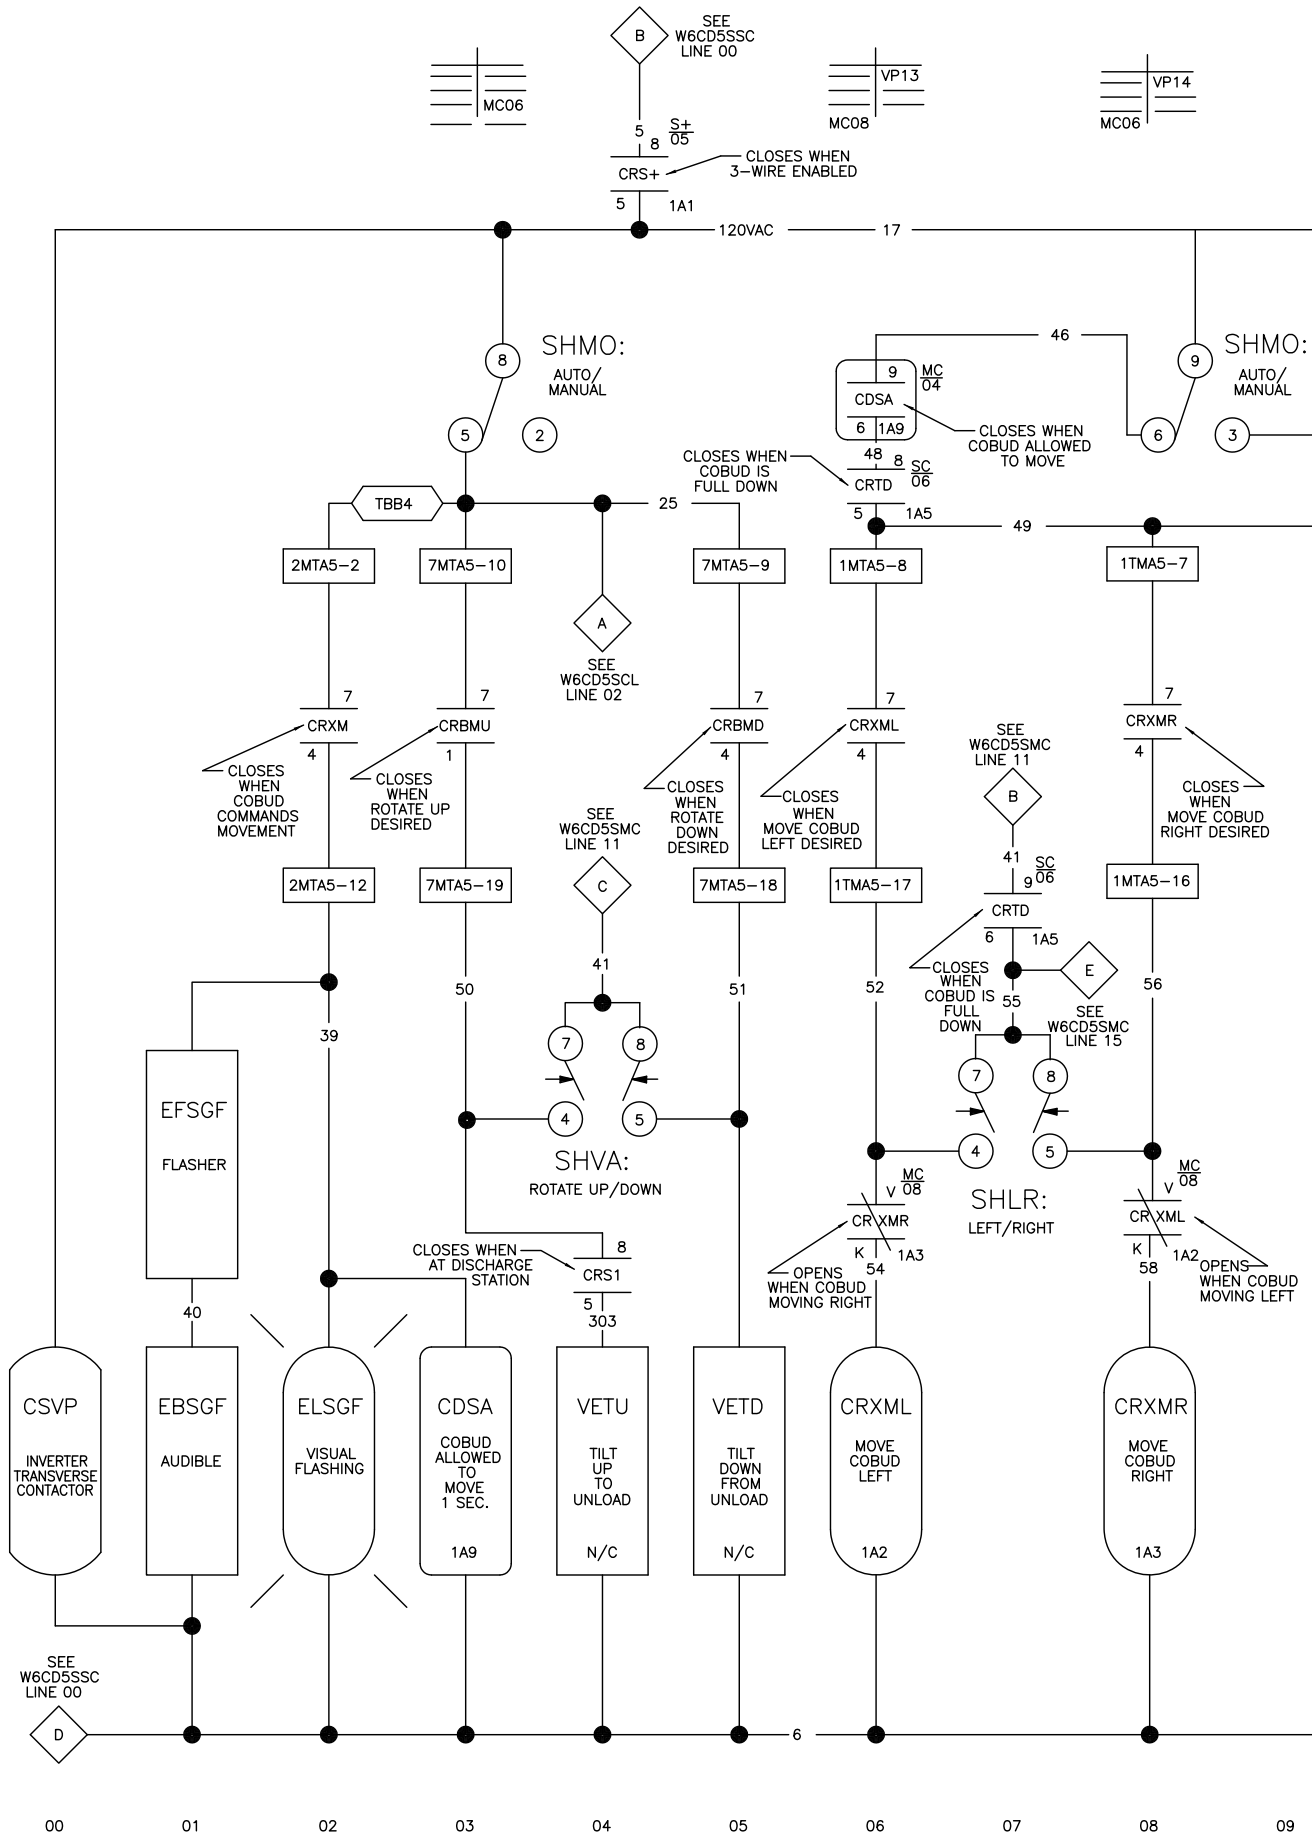 B
SEE
W6CD5SSC
LINE 00
MC06
VP13
MC08
VP14
MC06
5
S+
05
8
CRS+
CLOSES WHEN
3-WIRE ENABLED
5
1A1
120VAC
17
8
SHMO:
AUTO/
MANUAL
5
2
46
9
SHMO:
AUTO/
MANUAL
6
3
9
MC
04
CDSA
6
1A9
CLOSES WHEN
COBUD ALLOWED
TO MOVE
48
CLOSES WHEN
COBUD IS
FULL DOWN
8
SC
06
CRTD
5
1A5
TBB4
25
49
2MTA5-2
7MTA5-10
7MTA5-9
1MTA5-8
1TMA5-7
A
SEE
W6CD5SCL
LINE 02
7
CRXM
4
CLOSES
WHEN
COBUD
COMMANDS
MOVEMENT
7
CRBMU
1
CLOSES
WHEN
ROTATE UP
DESIRED
7
CRBMD
4
CLOSES
WHEN
ROTATE
DOWN
DESIRED
7
CRXML
4
CLOSES
WHEN
MOVE COBUD
LEFT DESIRED
7
CRXMR
4
CLOSES
WHEN
MOVE COBUD
RIGHT DESIRED
SEE
W6CD5SMC
LINE 11
C
41
SEE
W6CD5SMC
LINE 11
B
41
2MTA5-12
7MTA5-19
7MTA5-18
1TMA5-17
1MTA5-16
9
SC
06
CRTD
6
1A5
CLOSES
WHEN
COBUD IS
FULL
DOWN
E
SEE
W6CD5SMC
LINE 15
55
39
50
51
52
56
7
8
4
5
SHVA:
ROTATE UP/DOWN
7
8
4
5
SHLR:
LEFT/RIGHT
EFSGF
FLASHER
40
V
MC
08
CRXMR
K
1A3
54
OPENS
WHEN COBUD
MOVING RIGHT
V
MC
08
CRXML
K
1A2
58
OPENS
WHEN COBUD
MOVING LEFT
CLOSES WHEN
AT DISCHARGE
STATION
8
CRS1
5
303
CSVP
INVERTER
TRANSVERSE
CONTACTOR
EBSGF
AUDIBLE
ELSGF
VISUAL
FLASHING
CDSA
COBUD
ALLOWED
TO
MOVE
1 SEC.
1A9
VETU
TILT
UP
TO
UNLOAD
N/C
VETD
TILT
DOWN
FROM
UNLOAD
N/C
CRXML
MOVE
COBUD
LEFT
1A2
CRXMR
MOVE
COBUD
RIGHT
1A3
SEE
W6CD5SSC
LINE 00
D
6
00 01 02 03 04 05 06 07 08 09